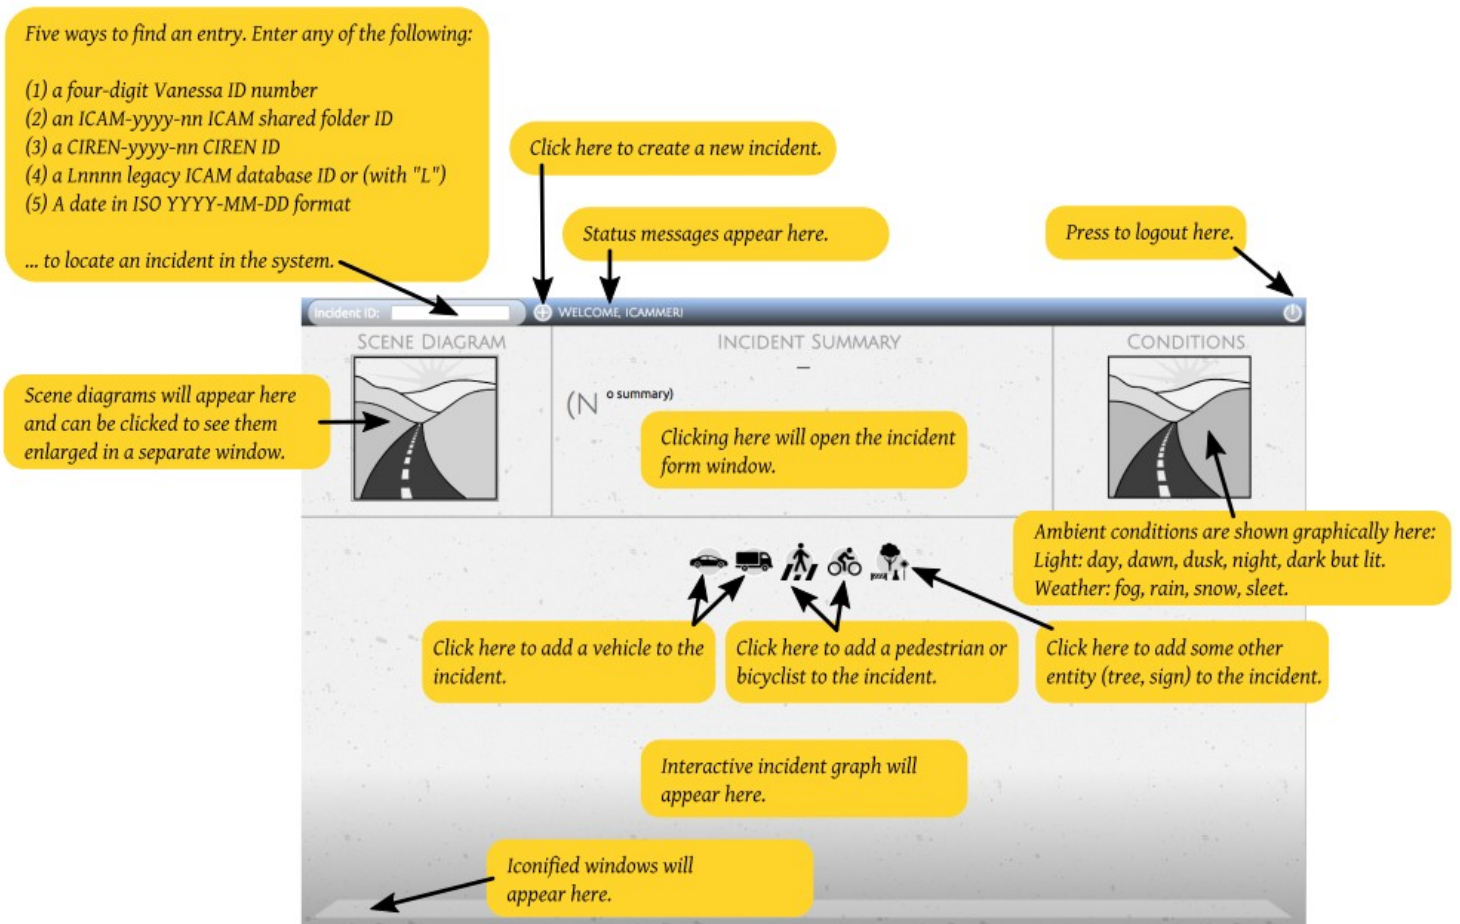 Five ways to find an entry. Enter any of the following:
(1) a four-digit Vanessa ID number
(2) an ICAM-yyyy-nn ICAM shared folder ID
(3) a CIREN-yyyy-nn CIREN ID
(4) a Lnnnn legacy ICAM database ID or (with "L")
(5) A date in ISO YYYY-MM-DD format
... to locate an incident in the system.
Click here to create a new incident.
Status messages appear here.
Press to logout here.
Incident ID:
WELCOME, ICAMMER!
SCENE DIAGRAM
INCIDENT SUMMARY
CONDITIONS
–
(No summary)
Scene diagrams will appear here
and can be clicked to see them
enlarged in a separate window.
Clicking here will open the incident
form window.
Ambient conditions are shown graphically here:
Light: day, dawn, dusk, night, dark but lit.
Weather: fog, rain, snow, sleet.
Click here to add a vehicle to the
incident.
Click here to add a pedestrian or
bicyclist to the incident.
Click here to add some other
entity (tree, sign) to the incident.
Interactive incident graph will
appear here.
Iconified windows will
appear here.